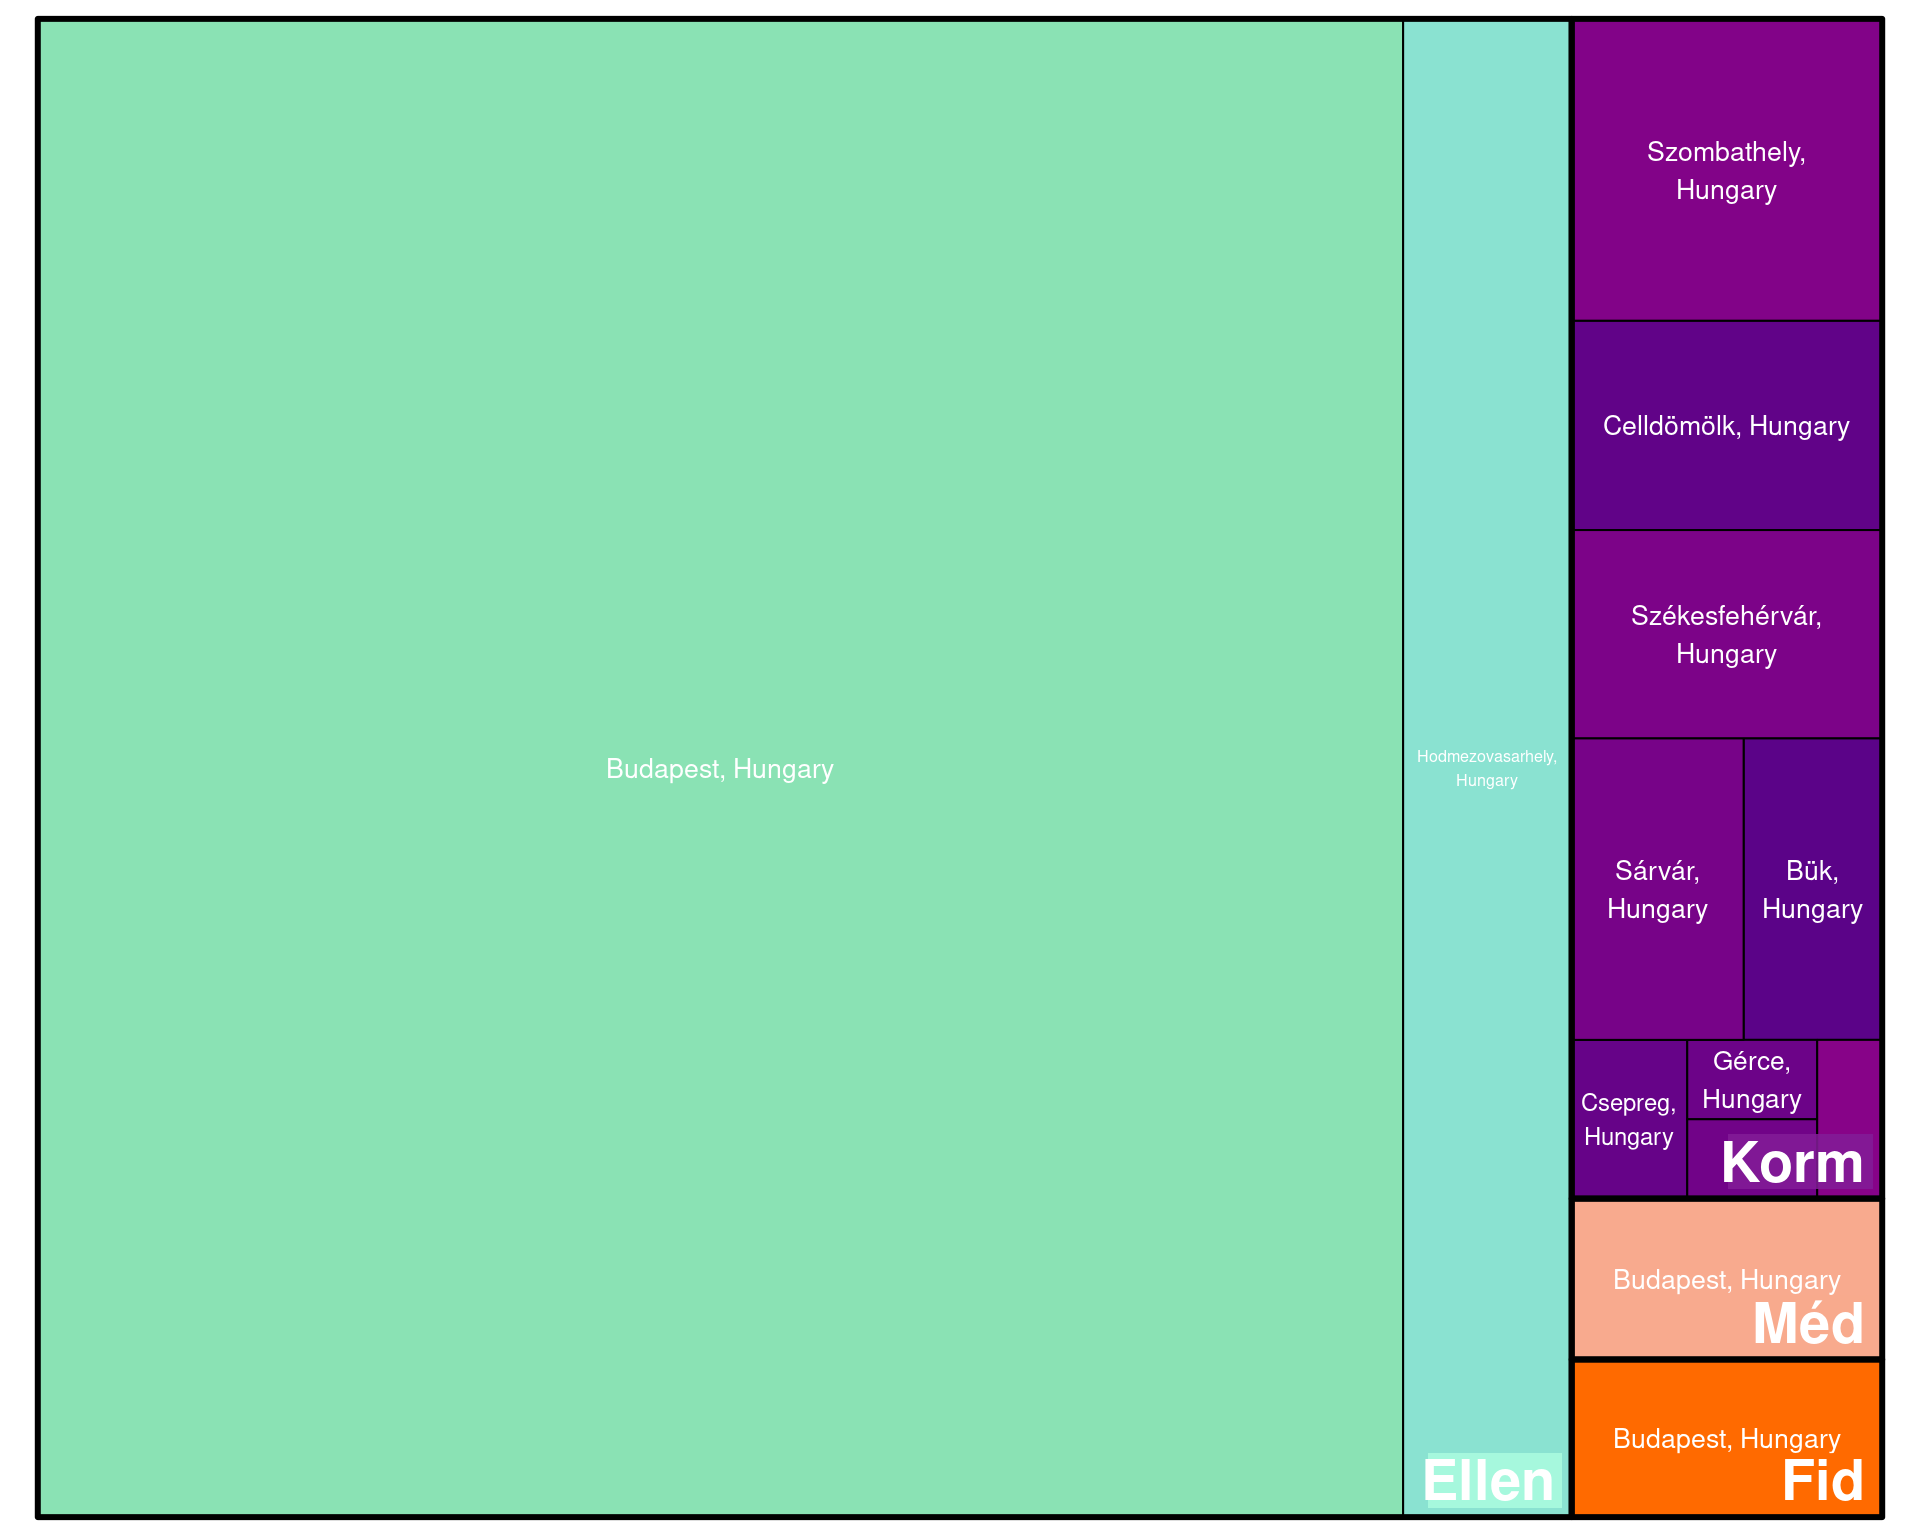 Budapest, Hungary
Hodmezovasarhely,
Hungary
Ellen
Szombathely,
Hungary
Celldömölk, Hungary
Székesfehérvár,
Hungary
Sárvár,
Hungary
Bük,
Hungary
Csepreg,
Hungary
Gérce,
Hungary
Korm
Budapest, Hungary
Méd
Budapest, Hungary
Fid